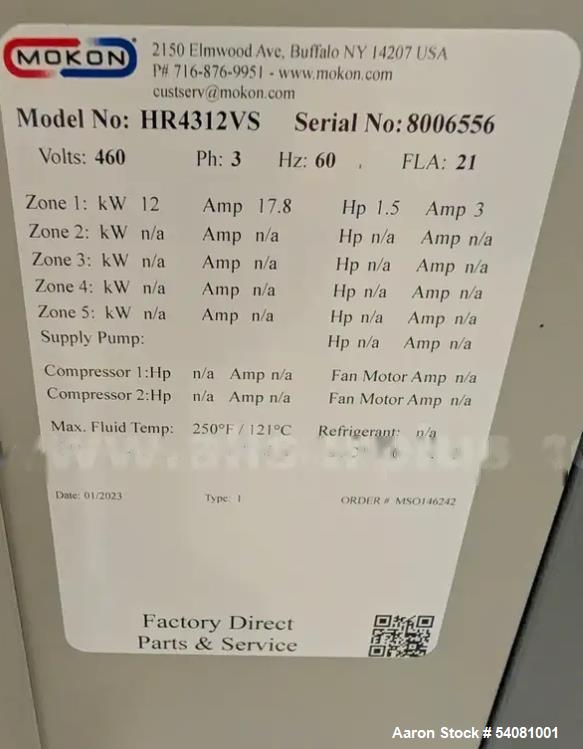 MOKON
2150 Elmwood Ave, Buffalo NY 14207 USA
P# 716-876-9951 - www.mokon.com
custserv@mokon.com
Model No: HR4312VS Serial No: 8006556
Volts: 460 Ph: 3 Hz: 60 FLA: 21
Zone 1: kW 12 Amp 17.8 Hp 1.5 Amp 3
Zone 2: kW n/a Amp n/a Hp n/a Amp n/a
Zone 3: kW n/a Amp n/a Hp n/a Amp n/a
Zone 4: kW n/a Amp n/a Hp n/a Amp n/a
Zone 5: kW n/a Amp n/a Hp n/a Amp n/a
Supply Pump: Hp n/a Amp n/a
Compressor 1:Hp n/a Amp n/a Fan Motor Amp n/a
Compressor 2:Hp n/a Amp n/a Fan Motor Amp n/a
Max. Fluid Temp: 250°F / 121°C Refrigerant: n/a
Date: 01/2023 Type: 1 ORDER # MSO146242
Factory Direct
Parts & Service
Aaron Stock # 54081001